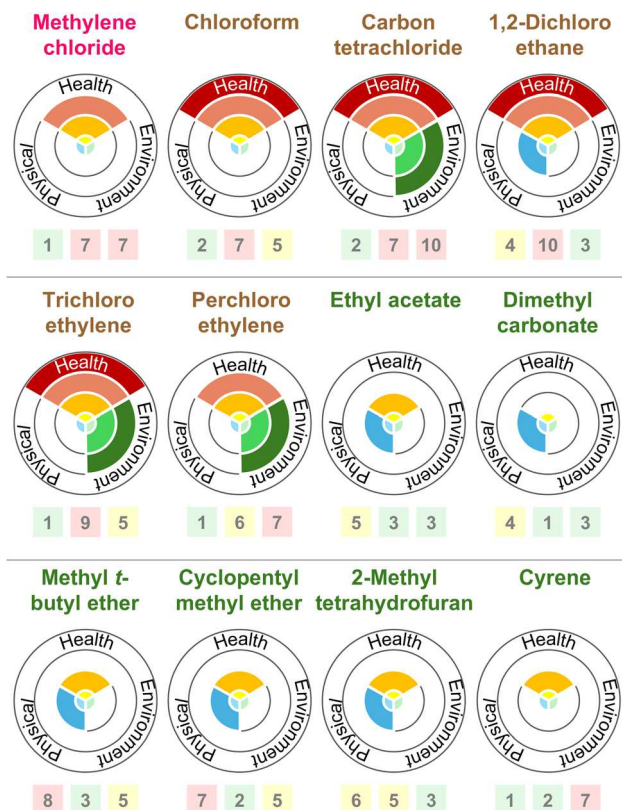 Methylene
chloride
Chloroform
Carbon
tetrachloride
1,2-Dichloro
ethane
Health
Environment
Physical
Health
Environment
Physical
Health
Environment
Physical
Health
Environment
Physical
1 7 7
2 7 5
2 7 10
4 10 3
Trichloro
ethylene
Perchloro
ethylene
Ethyl acetate
Dimethyl
carbonate
Health
Environment
Physical
Health
Environment
Physical
Health
Environment
Physical
Health
Environment
Physical
1 9 5
1 6 7
5 3 3
4 1 3
Methyl t-
butyl ether
Cyclopentyl
methyl ether
2-Methyl
tetrahydrofuran
Cyrene
Health
Environment
Physical
Health
Environment
Physical
Health
Environment
Physical
Health
Environment
Physical
8 3 5
7 2 5
6 5 3
1 2 7